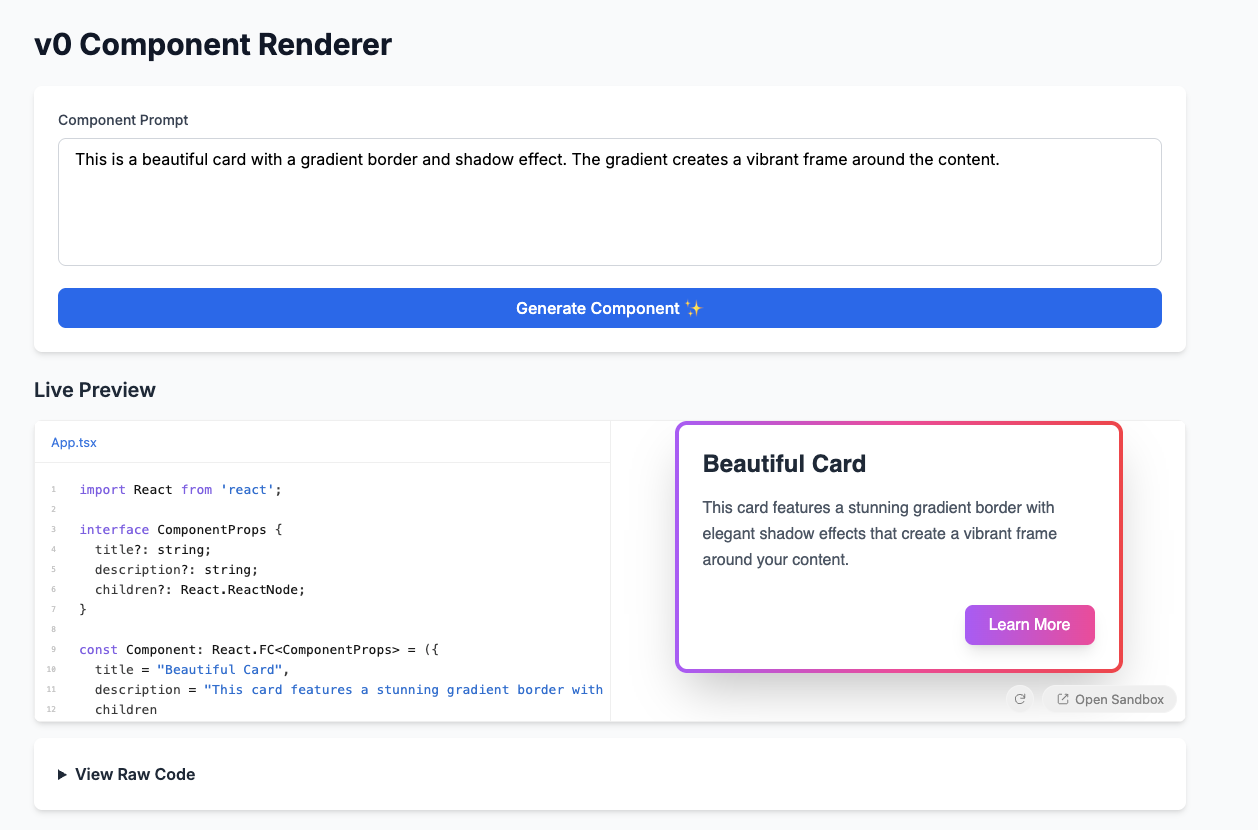 v0 Component Renderer
Component Prompt
This is a beautiful card with a gradient border and shadow effect. The gradient creates a vibrant frame around the content.
Generate Component ✨
Live Preview
App.tsx
1 import React from 'react';
2
3 interface ComponentProps {
4   title?: string;
5   description?: string;
6   children?: React.ReactNode;
7 }
8
9 const Component: React.FC<ComponentProps> = ({
10   title = "Beautiful Card",
11   description = "This card features a stunning gradient border with
12   children
Beautiful Card
This card features a stunning gradient border with
elegant shadow effects that create a vibrant frame
around your content.
Learn More
Open Sandbox
View Raw Code